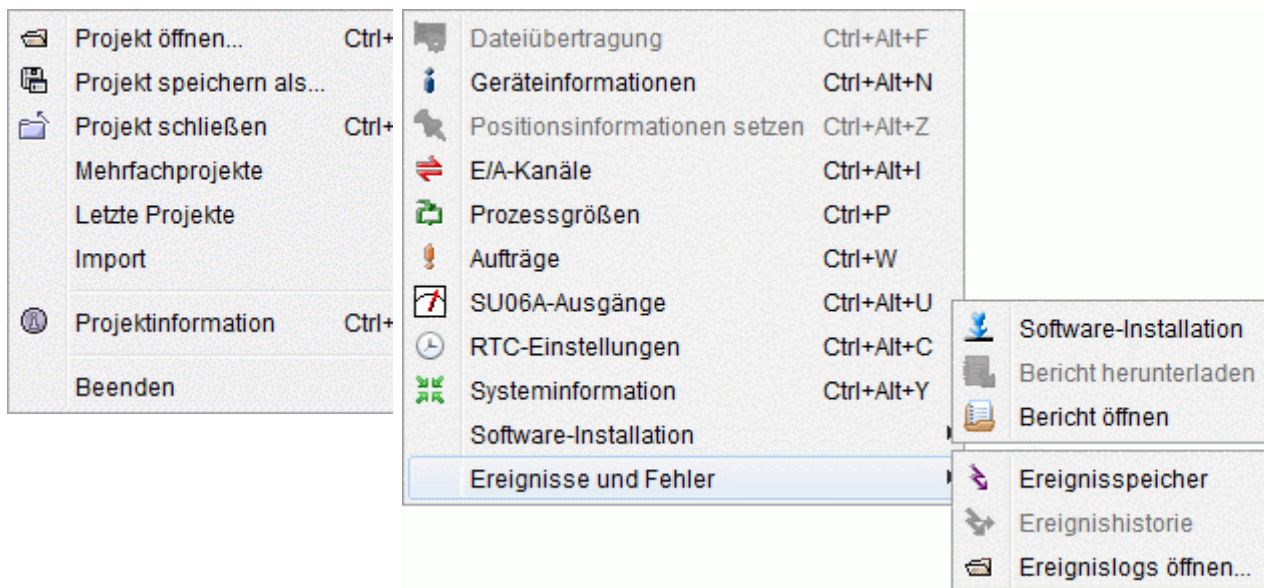 Projekt öffnen... Ctrl+
Projekt speichern als...
Projekt schließen Ctrl+
Mehrfachprojekte
Letzte Projekte
Import
Projektinformation Ctrl+
Beenden
Dateiübertragung Ctrl+Alt+F
Geräteinformationen Ctrl+Alt+N
Positionsinformationen setzen Ctrl+Alt+Z
E/A-Kanäle Ctrl+Alt+I
Prozessgrößen Ctrl+P
Aufträge Ctrl+W
SU06A-Ausgänge Ctrl+Alt+U
RTC-Einstellungen Ctrl+Alt+C
Systeminformation Ctrl+Alt+Y
Software-Installation
Ereignisse und Fehler
Software-Installation
Bericht herunterladen
Bericht öffnen
Ereignisspeicher
Ereignishistorie
Ereignislogs öffnen...